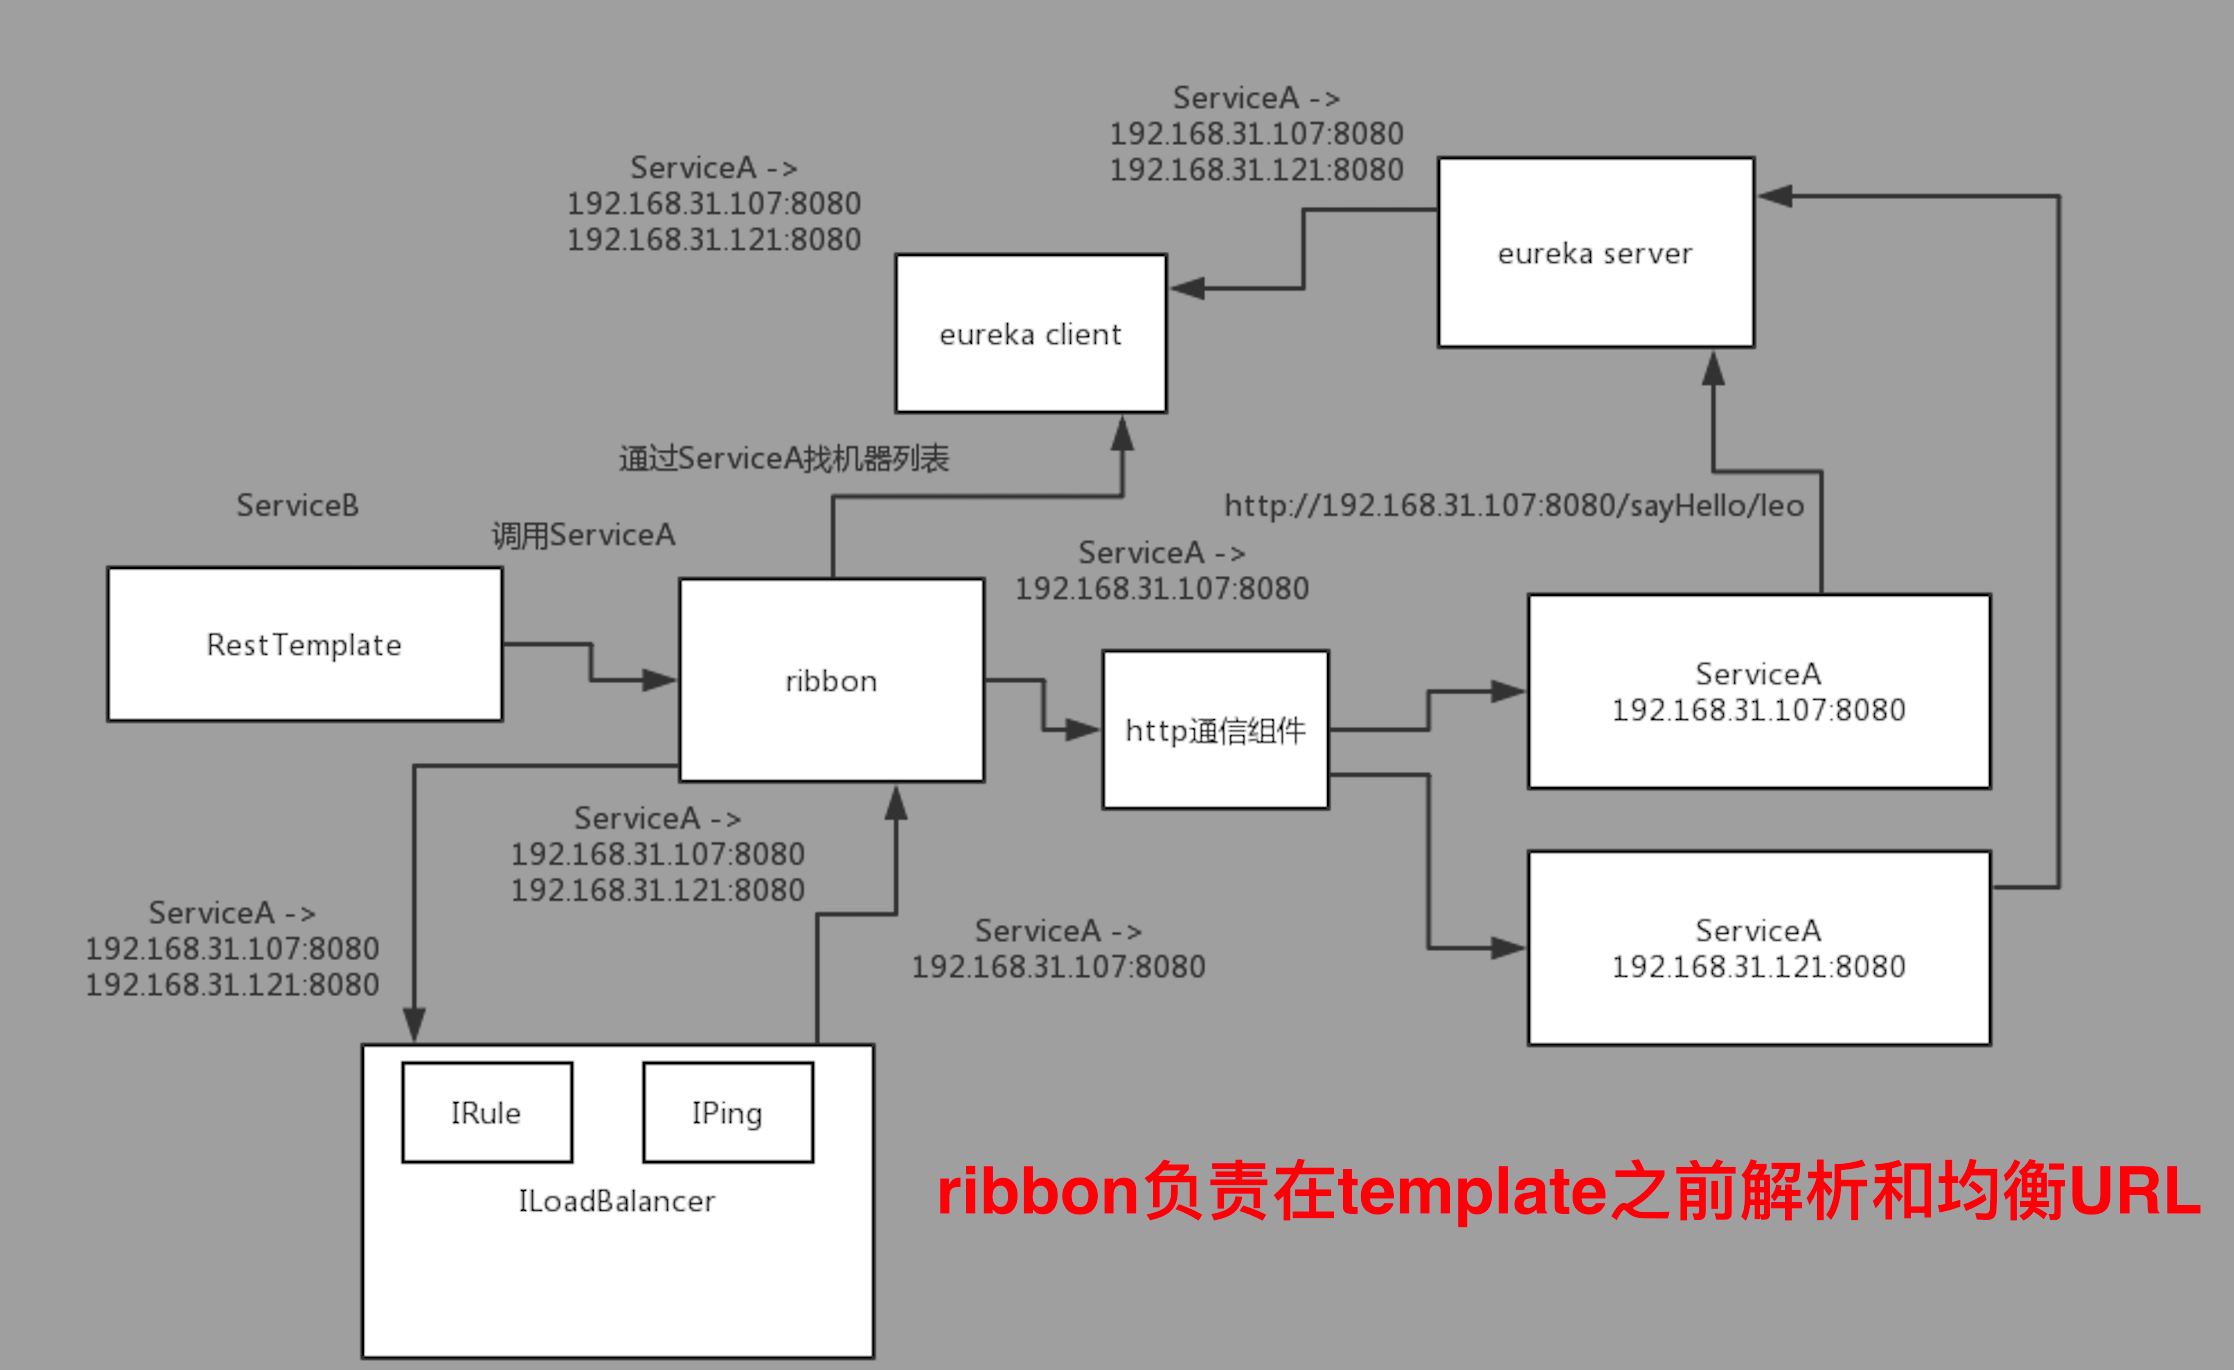 ServiceA ->
192.168.31.107:8080
192.168.31.121:8080
ServiceA ->
192.168.31.107:8080
192.168.31.121:8080
eureka server
eureka client
通过ServiceA找机器列表
ServiceB
调用ServiceA
http://192.168.31.107:8080/sayHello/leo
ServiceA ->
192.168.31.107:8080
RestTemplate
ribbon
http通信组件
ServiceA
192.168.31.107:8080
ServiceA ->
192.168.31.107:8080
192.168.31.121:8080
ServiceA ->
192.168.31.107:8080
192.168.31.121:8080
ServiceA ->
192.168.31.107:8080
ServiceA
192.168.31.121:8080
IRule
IPing
ILoadBalancer
ribbon负责在template之前解析和均衡URL